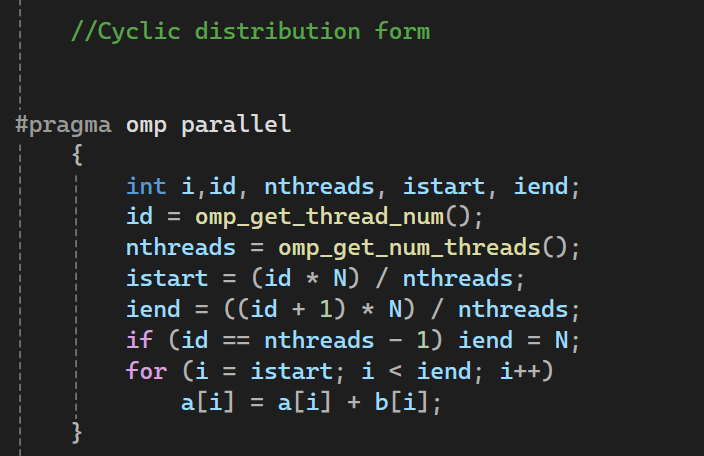 //Cyclic distribution form
#pragma omp parallel
{
int i,id, nthreads, istart, iend;
id = omp_get_thread_num();
nthreads = omp_get_num_threads();
istart = (id * N) / nthreads;
iend = ((id + 1) * N) / nthreads;
if (id == nthreads - 1) iend = N;
for (i = istart; i < iend; i++)
a[i] = a[i] + b[i];
}